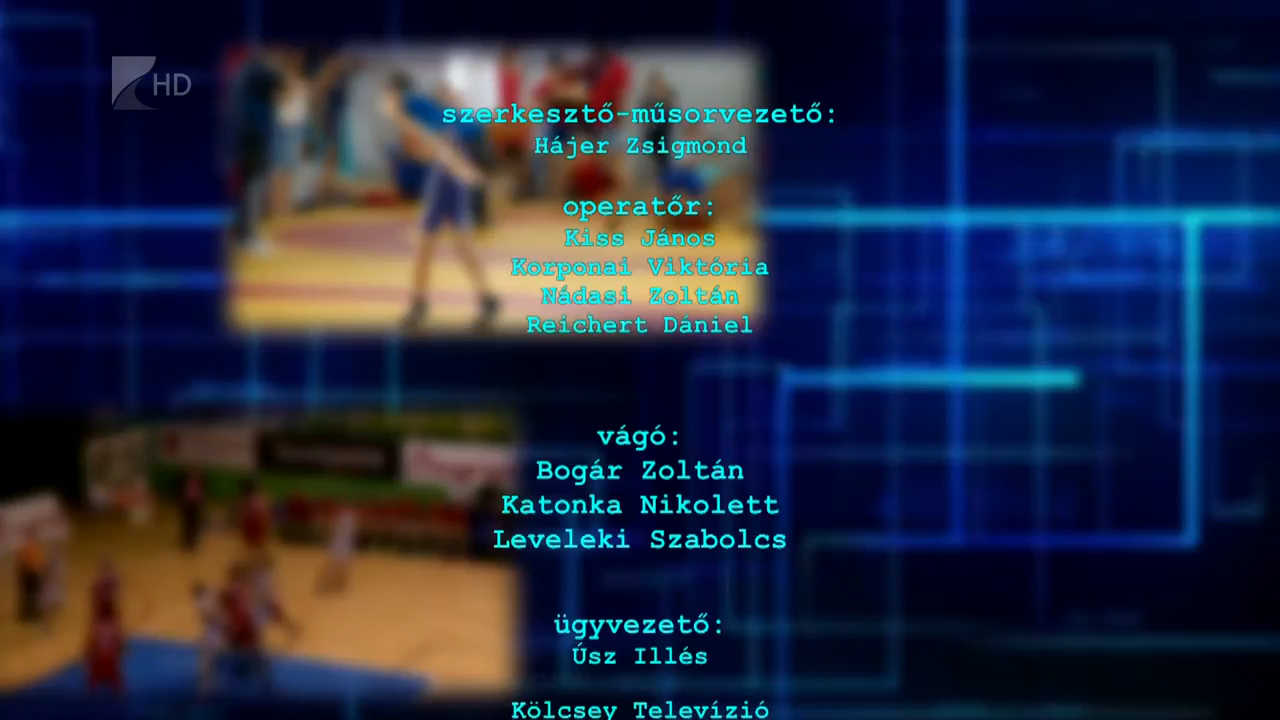 HD
szerkesztő-műsorvezető:
Hájer Zsigmond
operatőr:
Kiss János
Korponai Viktória
Nádasi Zoltán
Reichert Dániel
vágó:
Bogár Zoltán
Katonka Nikolett
Leveleki Szabolcs
ügyvezető:
Úsz Illés
Kölcsey Televízió